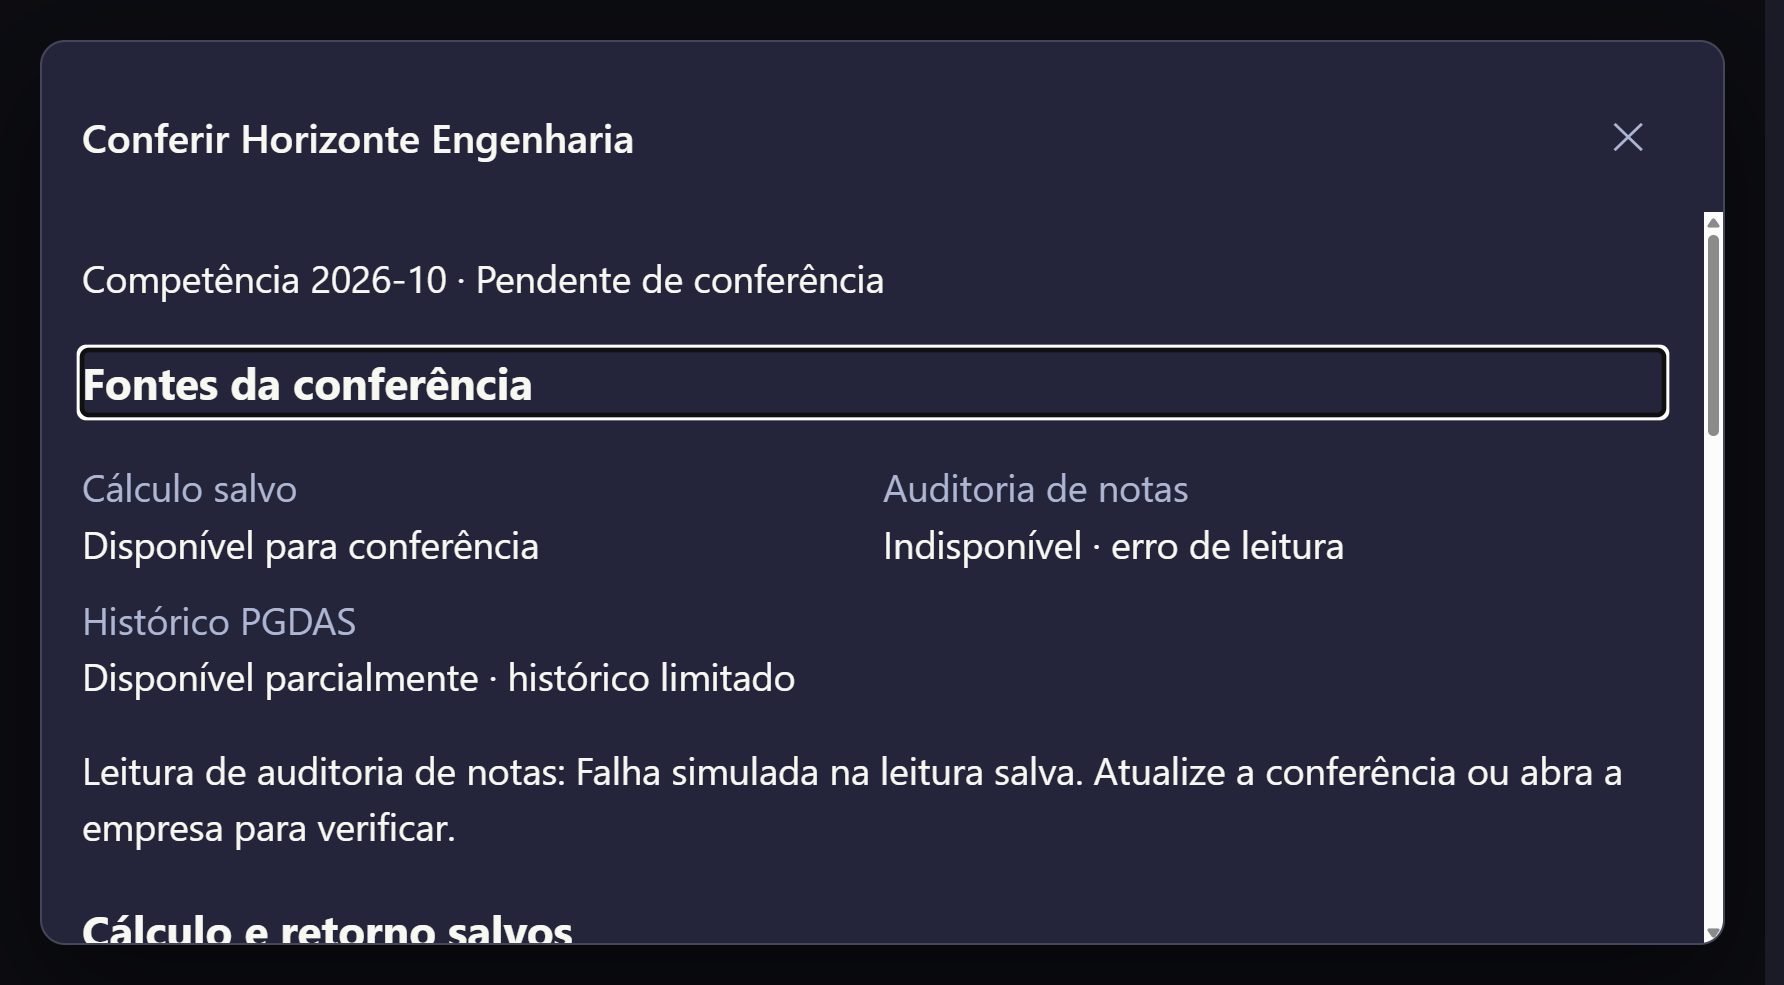 Conferir Horizonte Engenharia
Competência 2026-10 · Pendente de conferência
Fontes da conferência
Cálculo salvo
Disponível para conferência
Auditoria de notas
Indisponível · erro de leitura
Histórico PGDAS
Disponível parcialmente · histórico limitado
Leitura de auditoria de notas: Falha simulada na leitura salva. Atualize a conferência ou abra a
empresa para verificar.
Cálculo e retorno salvos